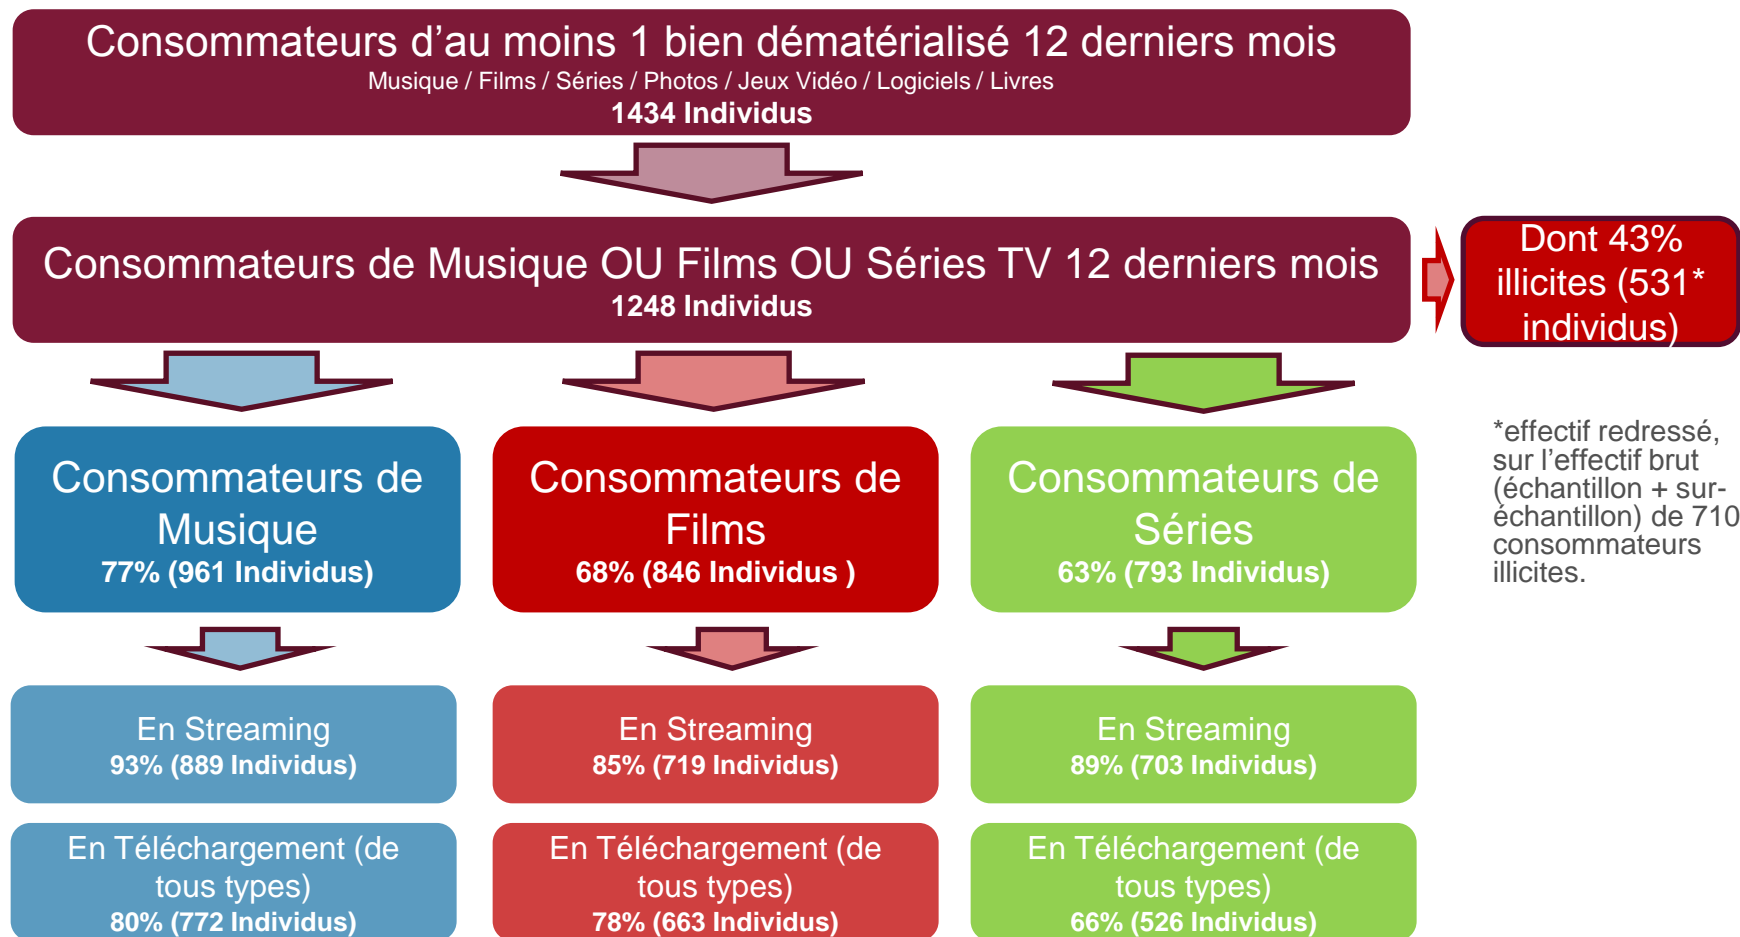 Consommateurs d’au moins 1 bien dématérialisé 12 derniers mois
Musique / Films / Séries / Photos / Jeux Vidéo / Logiciels / Livres
1434 Individus
Consommateurs de Musique OU Films OU Séries TV 12 derniers mois
1248 Individus
Dont 43%
illicites (531*
individus)
*effectif redressé,
sur l’effectif brut
(échantillon + sur-
échantillon) de 710
consommateurs
illicites.
Consommateurs de
Musique
77% (961 Individus)
Consommateurs de
Films
68% (846 Individus )
Consommateurs de
Séries
63% (793 Individus)
En Streaming
93% (889 Individus)
En Streaming
85% (719 Individus)
En Streaming
89% (703 Individus)
En Téléchargement (de
tous types)
80% (772 Individus)
En Téléchargement (de
tous types)
78% (663 Individus)
En Téléchargement (de
tous types)
66% (526 Individus)